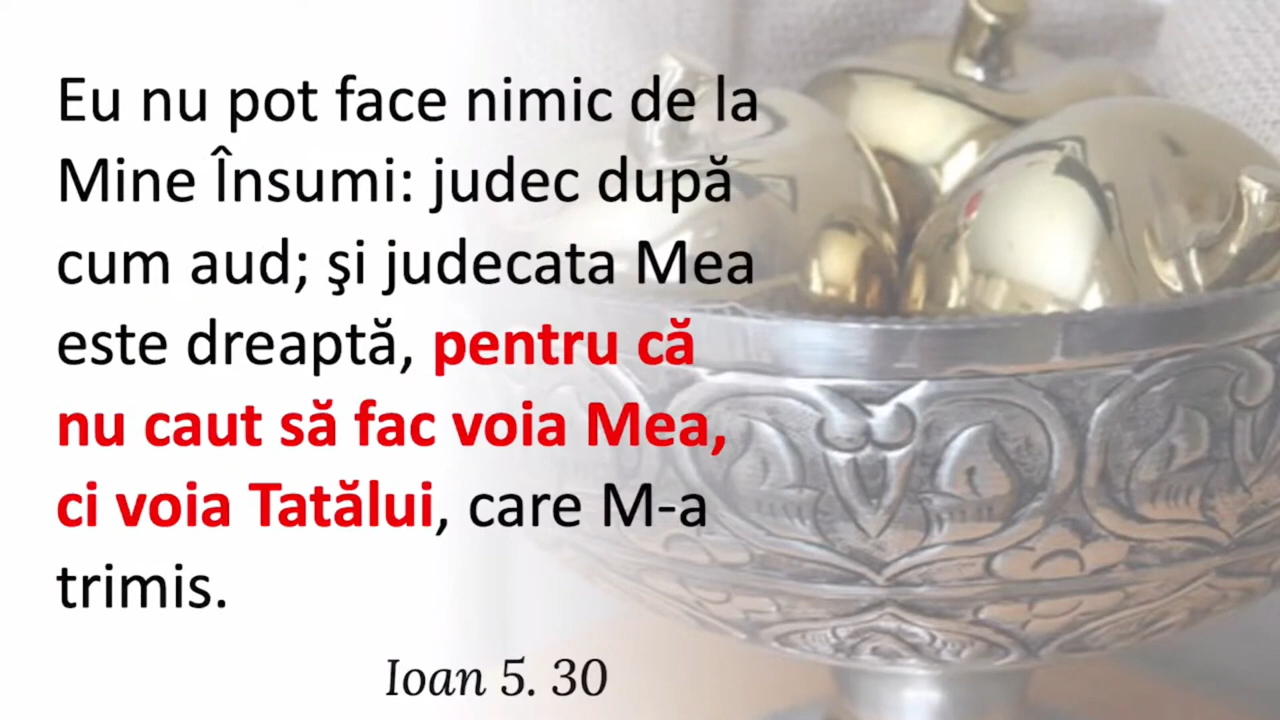 Eu nu pot face nimic de la
Mine Însumi: judec după
cum aud; şi judecata Mea
este dreaptă, pentru că
nu caut să fac voia Mea,
ci voia Tatălui, care M-a
trimis.
Ioan 5. 30